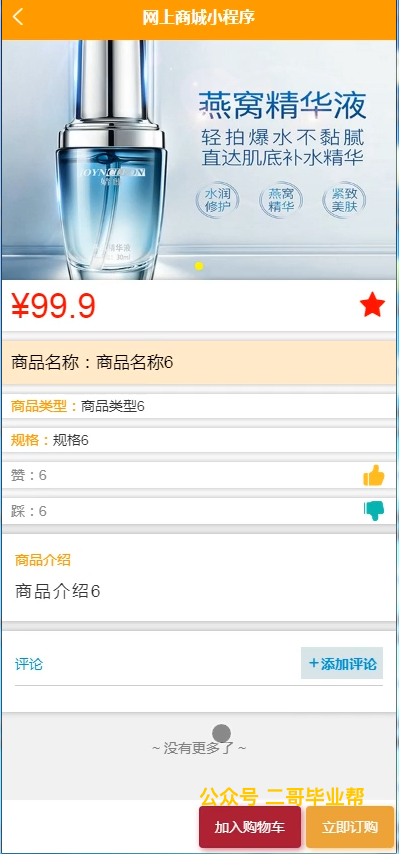 网上商城小程序
燕窝精华液
轻拍爆水不黏腻
直达肌底补水精华
水润修护
燕窝精华
紧致美肤
精华液
30ml
¥99.9
商品名称：商品名称6
商品类型：商品类型6
规格：规格6
赞：6
踩：6
商品介绍
商品介绍6
评论
+添加评论
~ 没有更多了 ~
公众号 二哥毕业帮
加入购物车
立即订购